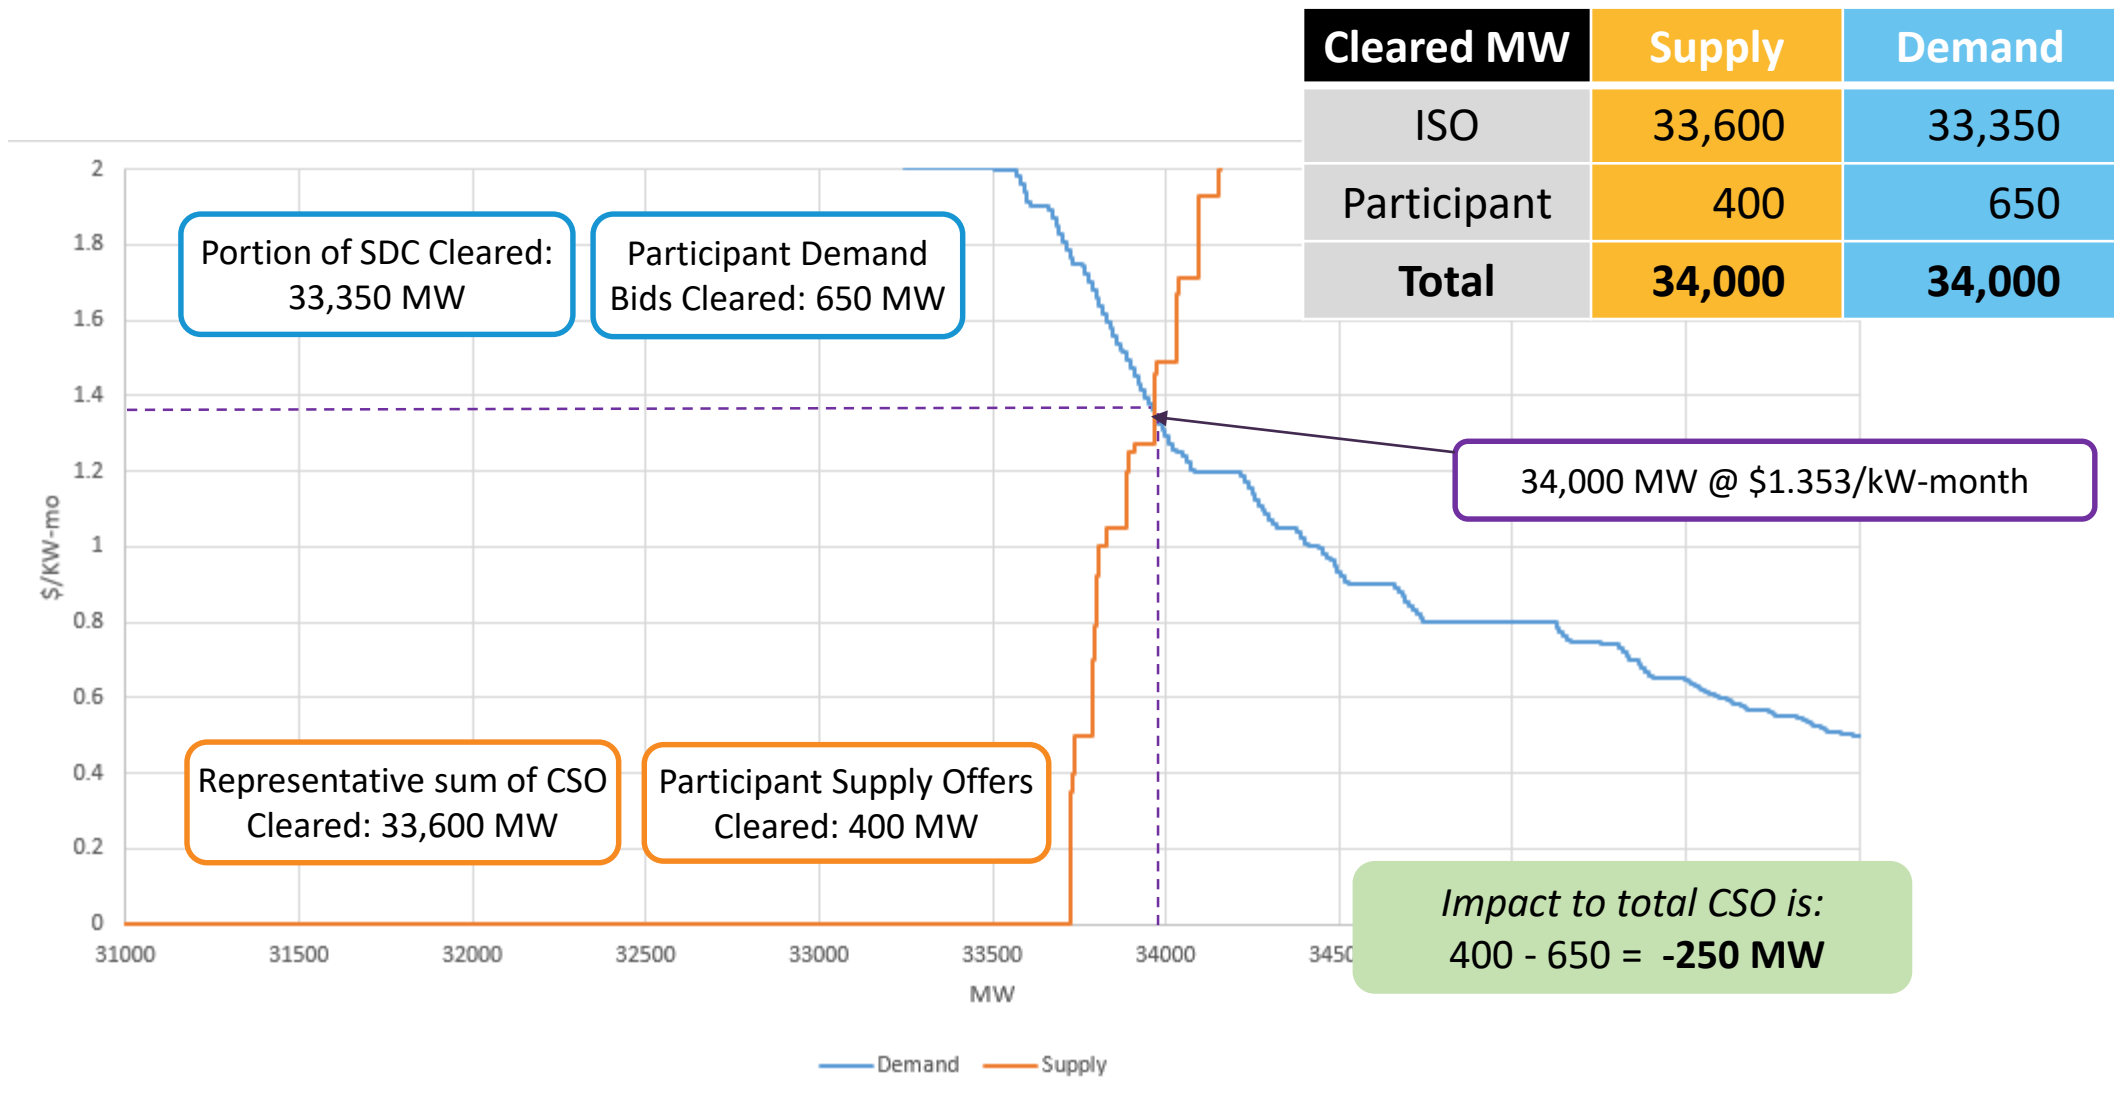 Cleared MW Supply Demand
ISO 33,600 33,350
Participant 400 650
Total 34,000 34,000
Portion of SDC Cleared:
33,350 MW
Participant Demand
Bids Cleared: 650 MW
34,000 MW @ $1.353/kW-month
Representative sum of CSO
Cleared: 33,600 MW
Participant Supply Offers
Cleared: 400 MW
Impact to total CSO is:
400 - 650 = -250 MW
$/KW-mo
2
1.8
1.6
1.4
1.2
1
0.8
0.6
0.4
0.2
0
31000 31500 32000 32500 33000 33500 34000 3450
MW
Demand Supply